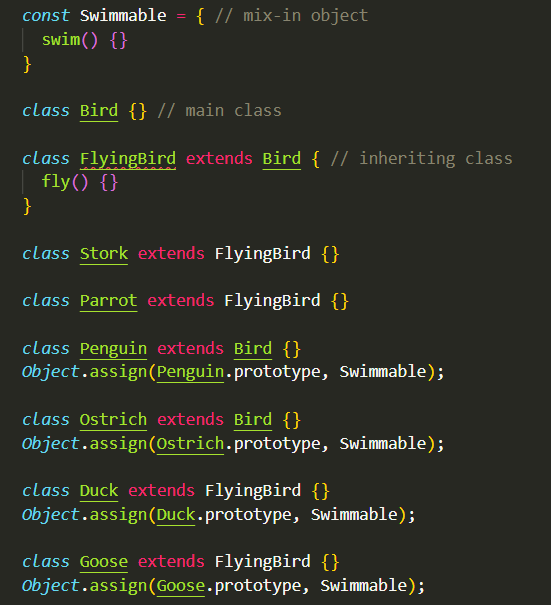 const Swimmable = { // mix-in object
swim() {}
}
class Bird {} // main class
class FlyingBird extends Bird { // inheriting class
fly() {}
}
class Stork extends FlyingBird {}
class Parrot extends FlyingBird {}
class Penguin extends Bird {}
Object.assign(Penguin.prototype, Swimmable);
class Ostrich extends Bird {}
Object.assign(Ostrich.prototype, Swimmable);
class Duck extends FlyingBird {}
Object.assign(Duck.prototype, Swimmable);
class Goose extends FlyingBird {}
Object.assign(Goose.prototype, Swimmable);